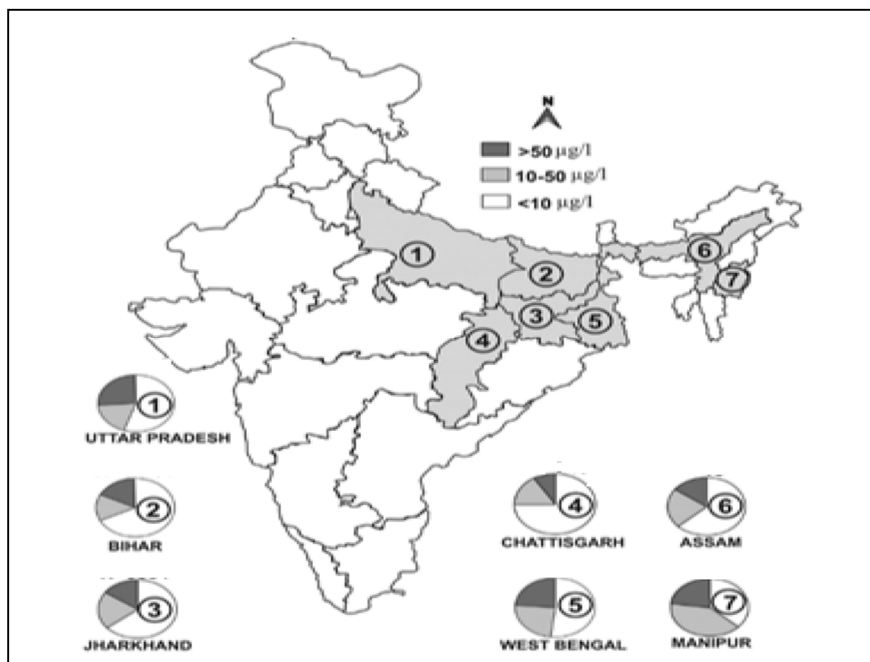 N
>50 µg/l
10-50 µg/l
<10 µg/l
1
2
3
4
5
6
7
1
UTTAR PRADESH
2
BIHAR
3
JHARKHAND
4
CHATTISGARH
5
WEST BENGAL
6
ASSAM
7
MANIPUR